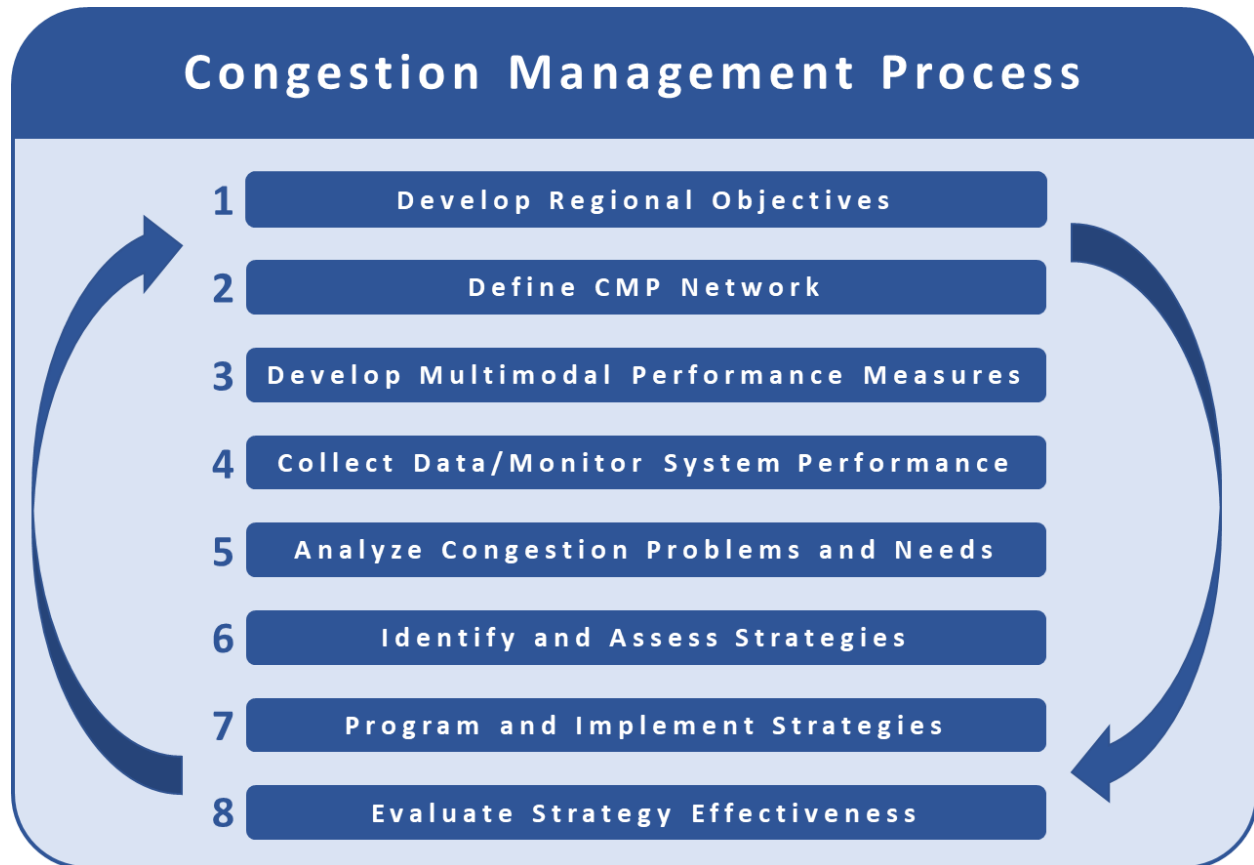 Congestion Management Process
1 Develop Regional Objectives
2 Define CMP Network
3 Develop Multimodal Performance Measures
4 Collect Data/Monitor System Performance
5 Analyze Congestion Problems and Needs
6 Identify and Assess Strategies
7 Program and Implement Strategies
8 Evaluate Strategy Effectiveness